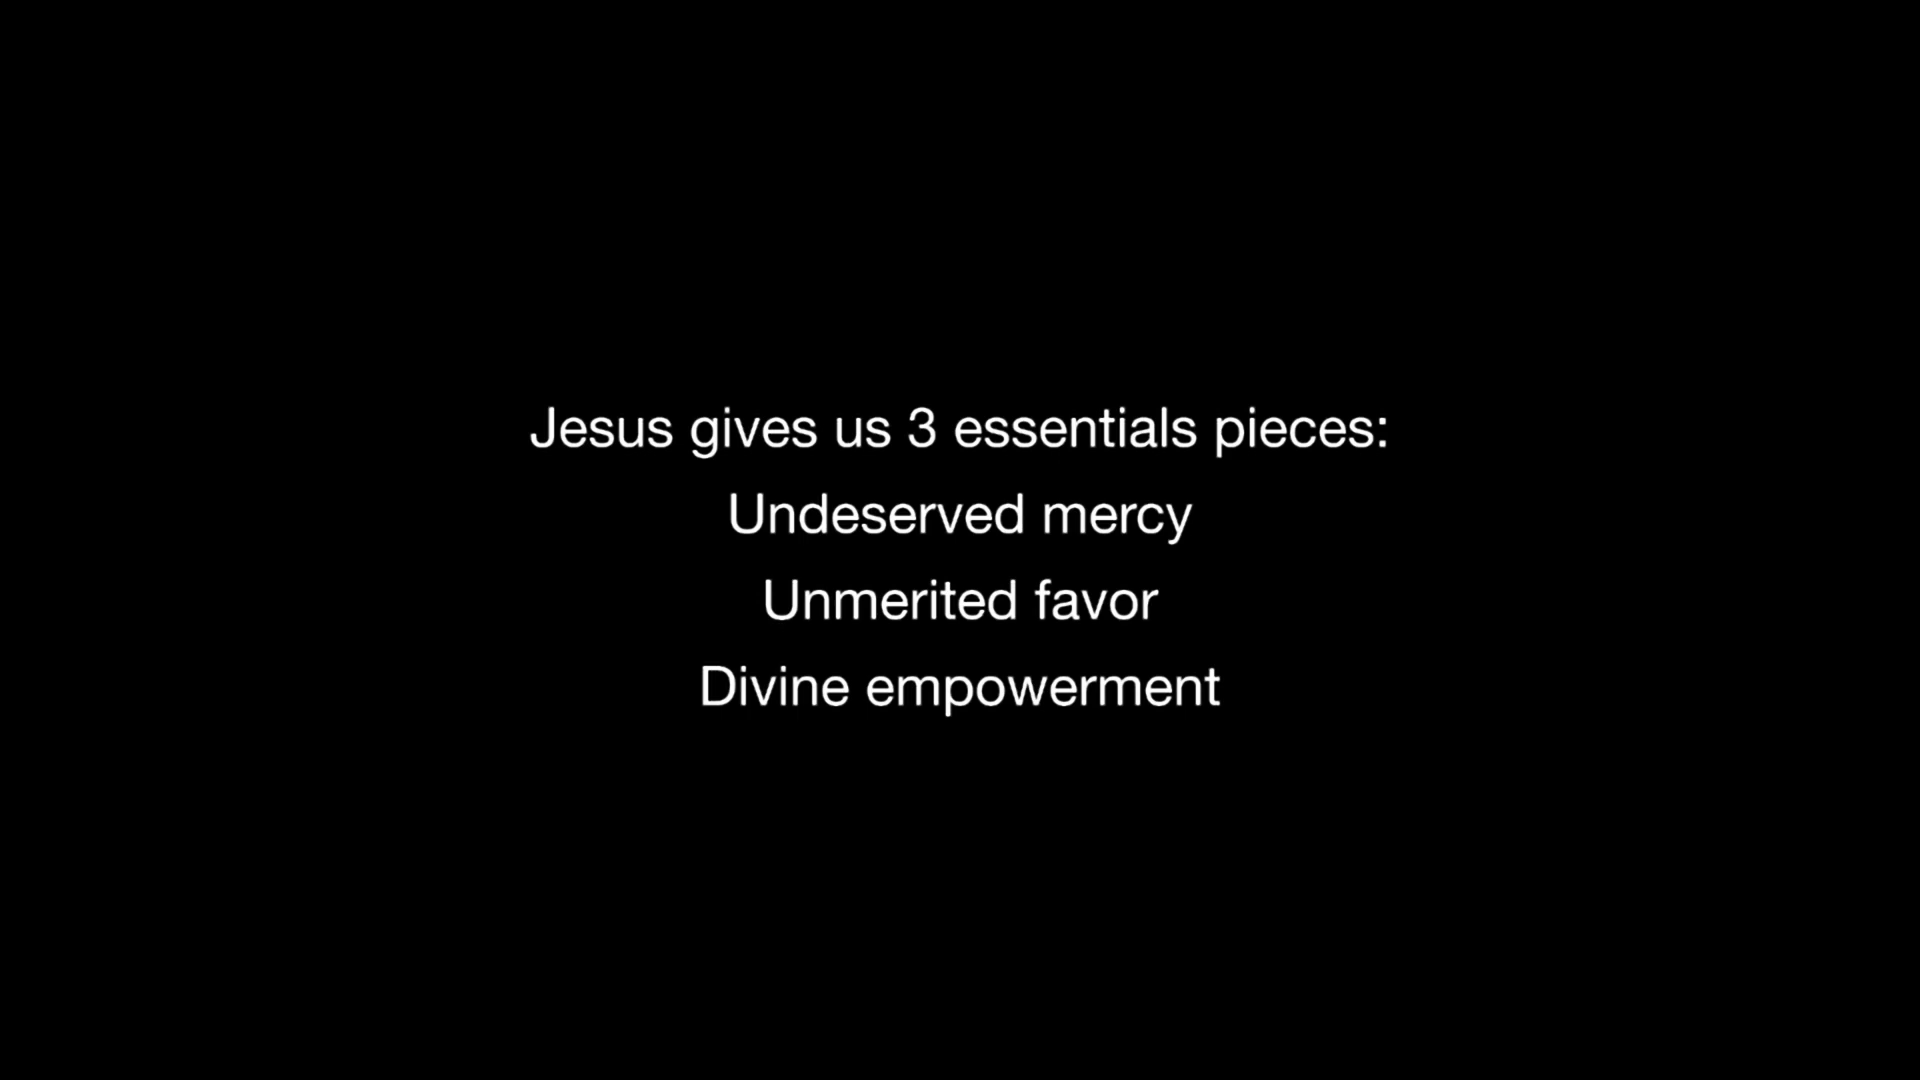 Jesus gives us 3 essentials pieces:
Undeserved mercy
Unmerited favor
Divine empowerment